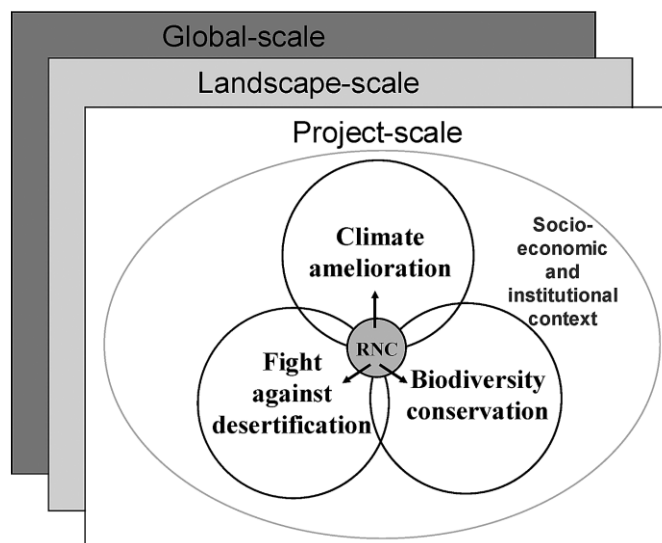 Global-scale
Landscape-scale
Project-scale
Climate
amelioration
Socio-
economic
and
institutional
context
RNC
Fight
against
desertification
Biodiversity
conservation